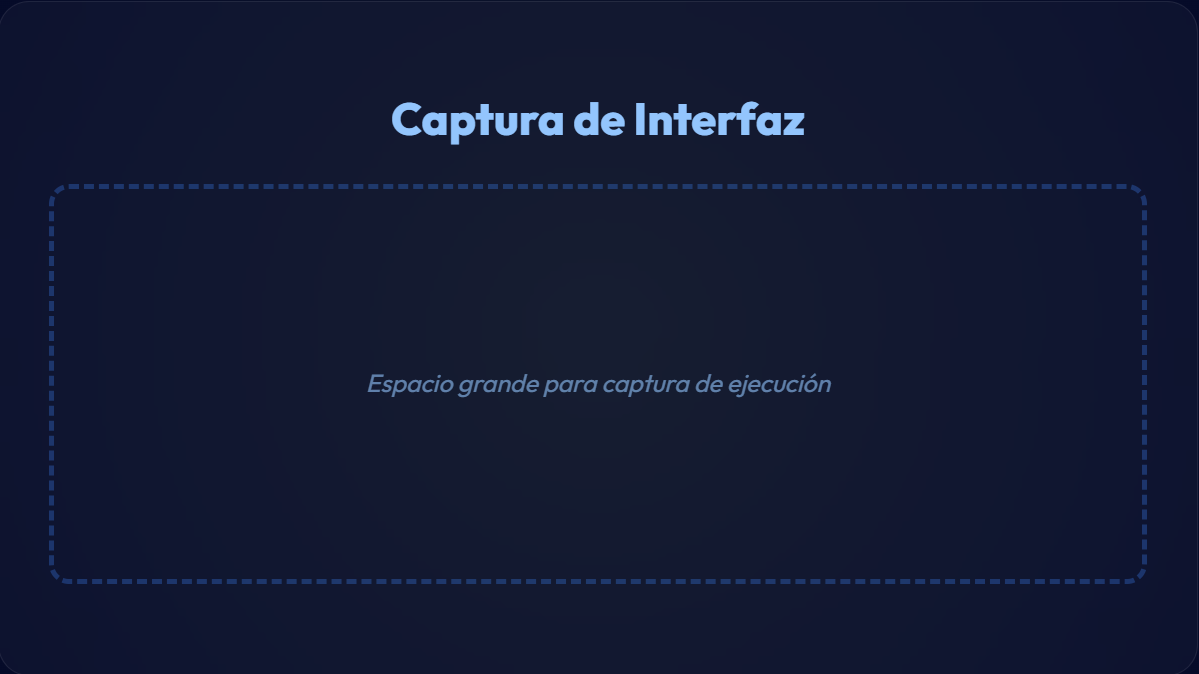 Captura de Interfaz
Espacio grande para captura de ejecución